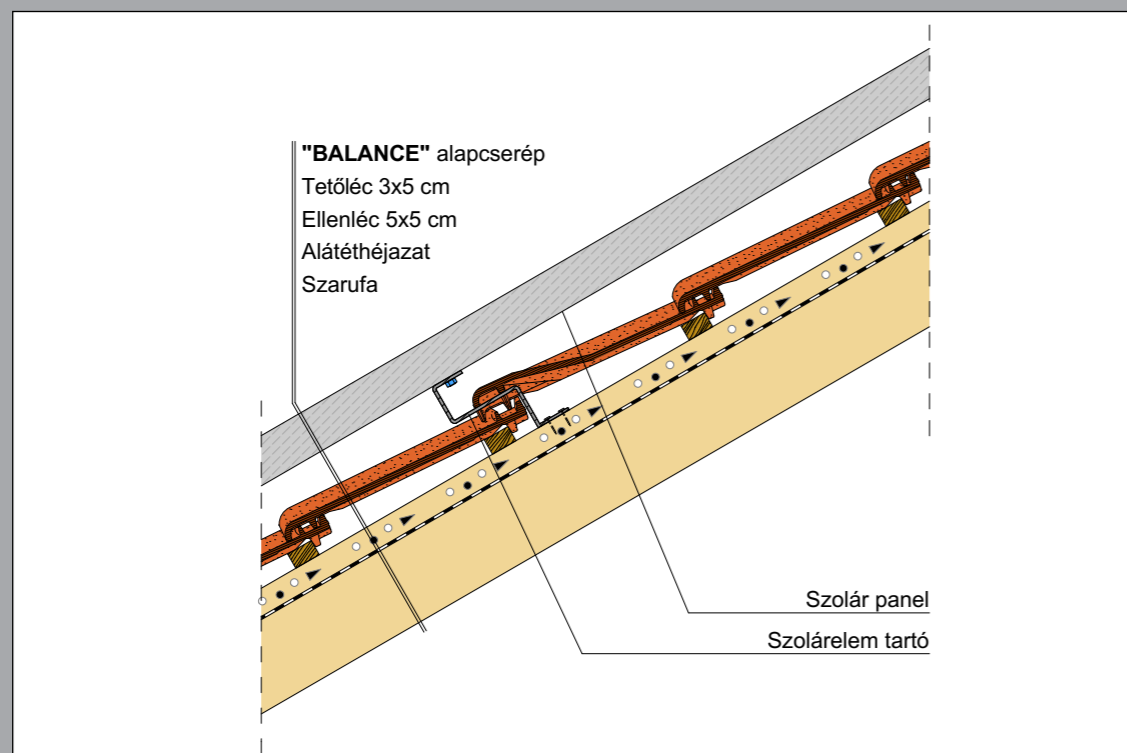 "BALANCE" alapcserép
Tetőléc 3x5 cm
Ellenléc 5x5 cm
Alátéthéjazat
Szarufa
Szolár panel
Szolárelem tartó